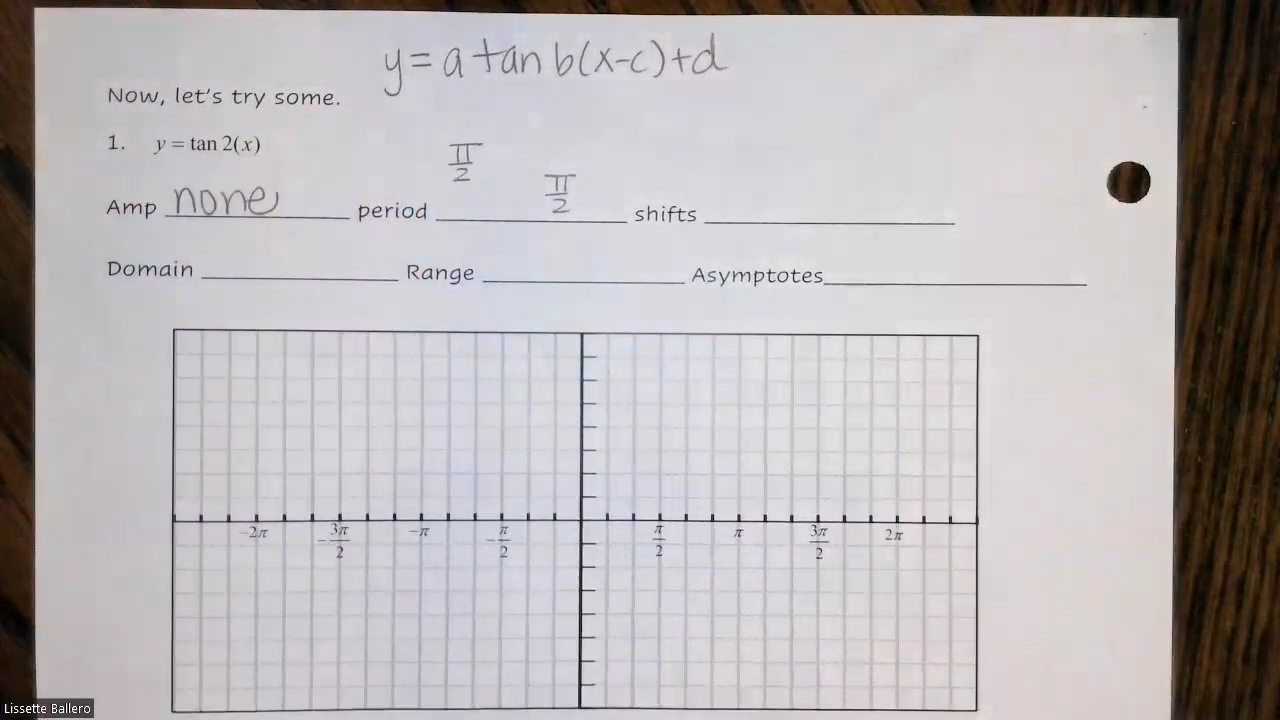 y = a tan b(x-c)+d
Now, let's try some.
1. y = tan 2(x)
π/2
Amp none period π/2 shifts
Domain Range Asymptotes
-2π -3π/2 -π -π/2 π/2 π 3π/2 2π
Lissette Ballero